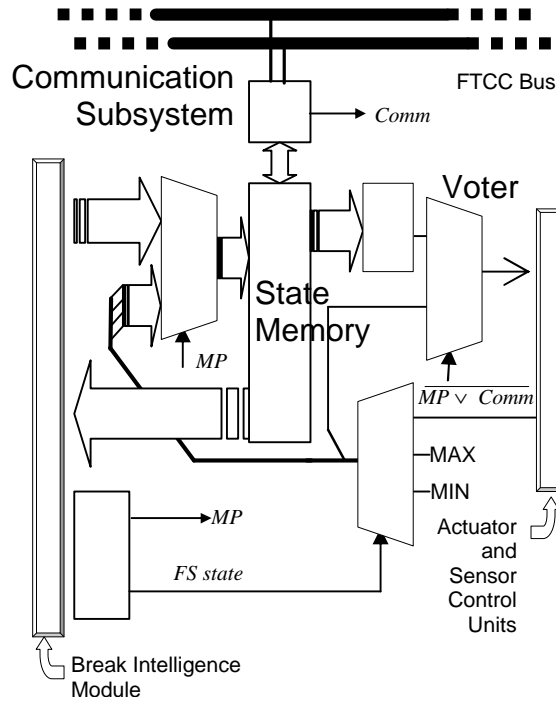 Communication
Subsystem
FTCC Bus
Comm
Voter
State
Memory
MP
MP ∨ Comm
MAX
MIN
MP
FS state
Actuator
and
Sensor
Control
Units
Break Intelligence
Module